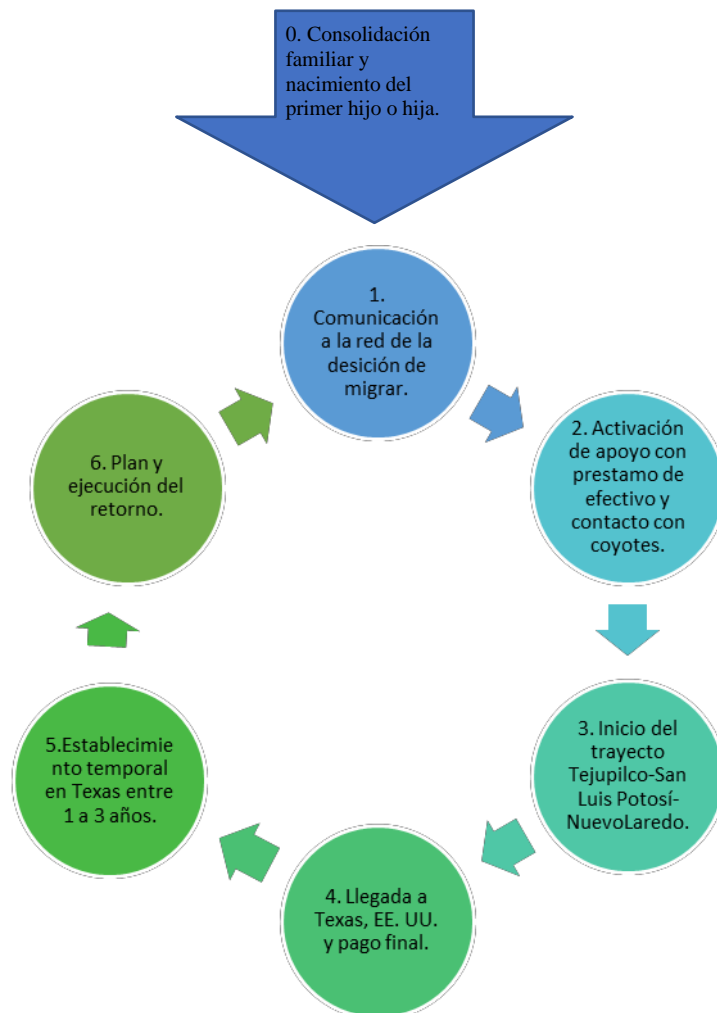 0. Consolidación
familiar y
nacimiento del
primer hijo o hija.
1.
Comunicación
a la red de la
desición de
migrar.
2. Activación
de apoyo con
prestamo de
efectivo y
contacto con
coyotes.
3. Inicio del
trayecto
Tejupilco-San
Luis Potosí-
NuevoLaredo.
4. Llegada a
Texas, EE. UU.
y pago final.
5.Establecimie
nto temporal
en Texas entre
1 a 3 años.
6. Plan y
ejecución del
retorno.